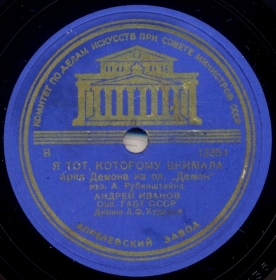 КОМИТЕТ ПО ДЕЛАМ ИСКУССТВ ПРИ СОВЕТЕ МИНИСТРОВ СССР
В
Я ТОТ, КОТОРОМУ ВНИМАЛА
Ария Демона из оп. „Демон"
муз. А. Рубинштейна
АНДРЕЙ ИВАНОВ
Орк. ГАБТ СССР
АПРЕЛЕВСКИЙ ЗАВОД